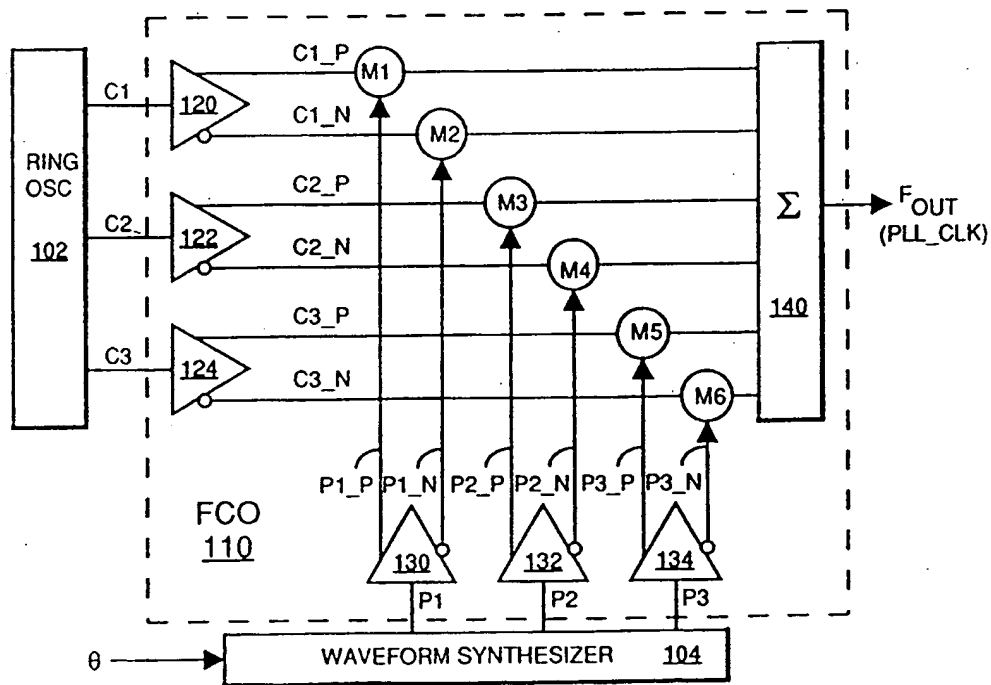 C1_P
M1
C1
120
C1_N
M2
RING
OSC
102
C2_P
M3
C2
122
C2_N
M4
Σ
F OUT
(PLL_CLK)
C3_P
M5
140
C3
124
C3_N
M6
P1_P P1_N P2_P P2_N P3_P P3_N
FCO
110
130
132
134
P1
P2
P3
θ
WAVEFORM SYNTHESIZER 104